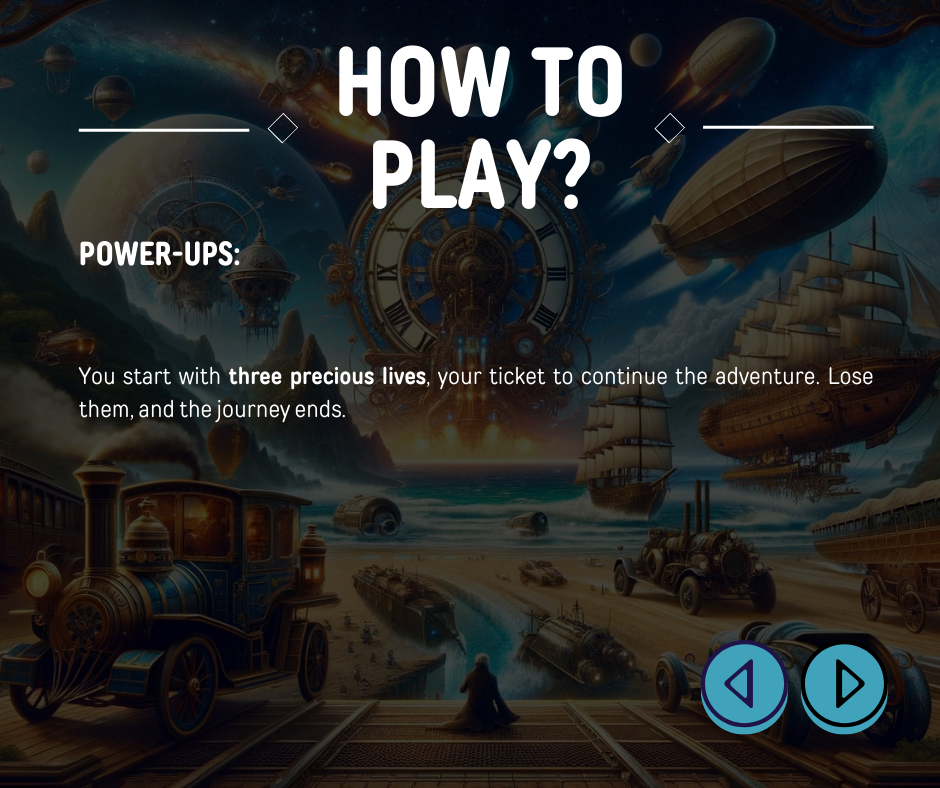 HOW TO
PLAY?
POWER-UPS:
You start with three precious lives, your ticket to continue the adventure. Lose
them, and the journey ends.